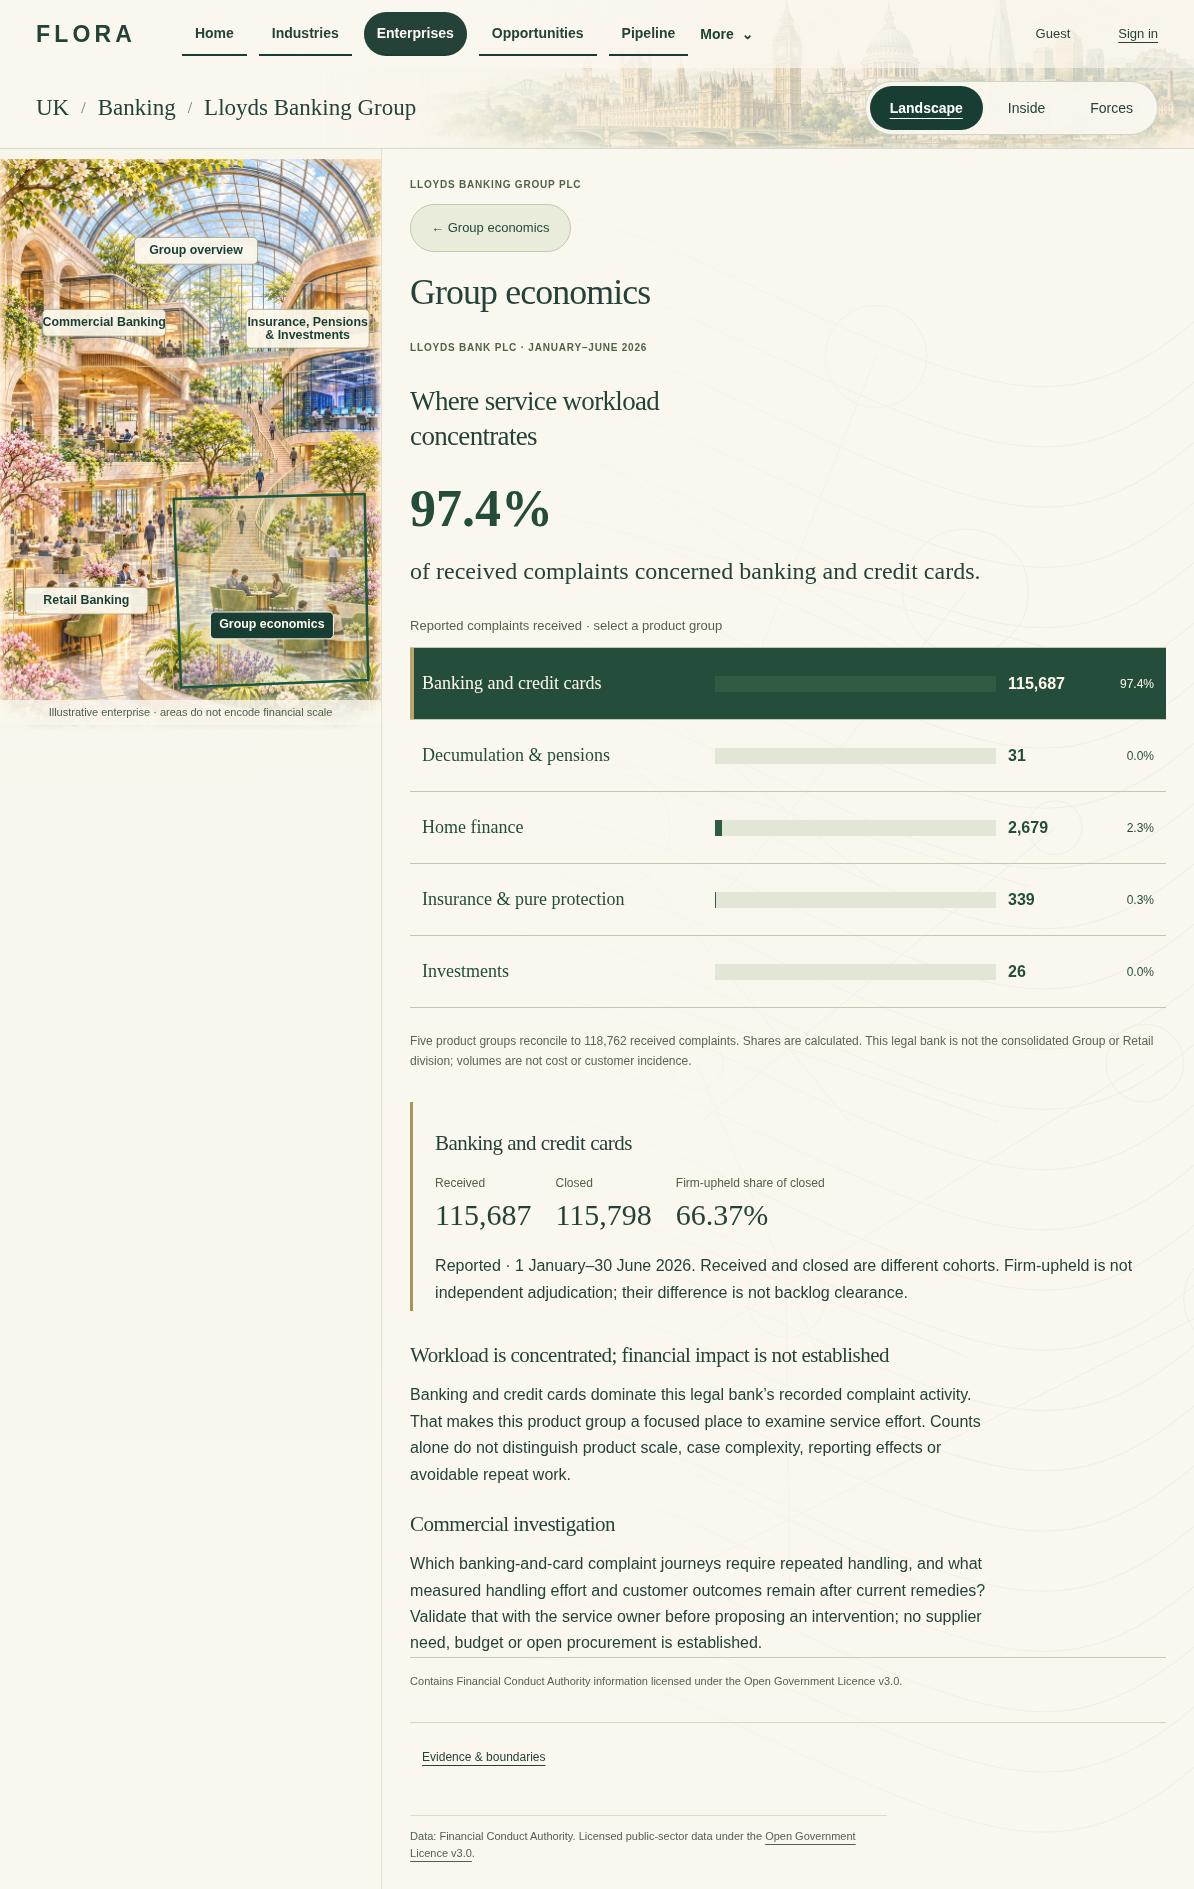 FLORA
Home
Industries
Enterprises
Opportunities
Pipeline
More ⌄
Guest
Sign in
UK / Banking / Lloyds Banking Group
Landscape
Inside
Forces
Group overview
Commercial Banking
Insurance, Pensions
& Investments
Retail Banking
Group economics
Illustrative enterprise · areas do not encode financial scale
LLOYDS BANKING GROUP PLC
← Group economics
Group economics
LLOYDS BANK PLC · JANUARY–JUNE 2026
Where service workload
concentrates
97.4%
of received complaints concerned banking and credit cards.
Reported complaints received · select a product group
Banking and credit cards 115,687 97.4%
Decumulation & pensions 31 0.0%
Home finance 2,679 2.3%
Insurance & pure protection 339 0.3%
Investments 26 0.0%
Five product groups reconcile to 118,762 received complaints. Shares are calculated. This legal bank is not the consolidated Group or Retail
division; volumes are not cost or customer incidence.
Banking and credit cards
Received Closed Firm-upheld share of closed
115,687 115,798 66.37%
Reported · 1 January–30 June 2026. Received and closed are different cohorts. Firm-upheld is not
independent adjudication; their difference is not backlog clearance.
Workload is concentrated; financial impact is not established
Banking and credit cards dominate this legal bank’s recorded complaint activity.
That makes this product group a focused place to examine service effort. Counts
alone do not distinguish product scale, case complexity, reporting effects or
avoidable repeat work.
Commercial investigation
Which banking-and-card complaint journeys require repeated handling, and what
measured handling effort and customer outcomes remain after current remedies?
Validate that with the service owner before proposing an intervention; no supplier
need, budget or open procurement is established.
Contains Financial Conduct Authority information licensed under the Open Government Licence v3.0.
Evidence & boundaries
Data: Financial Conduct Authority. Licensed public-sector data under the Open Government
Licence v3.0.